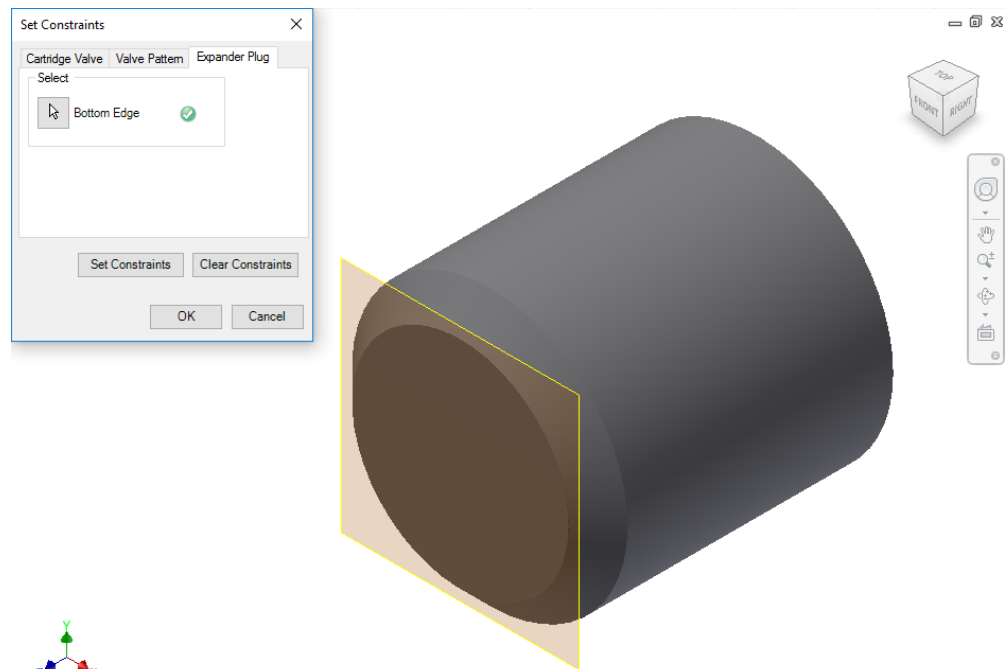 Set Constraints
Cartridge Valve Valve Pattern Expander Plug
Select
Bottom Edge
Set Constraints Clear Constraints
OK Cancel
TOP
FRONT RIGHT
Y